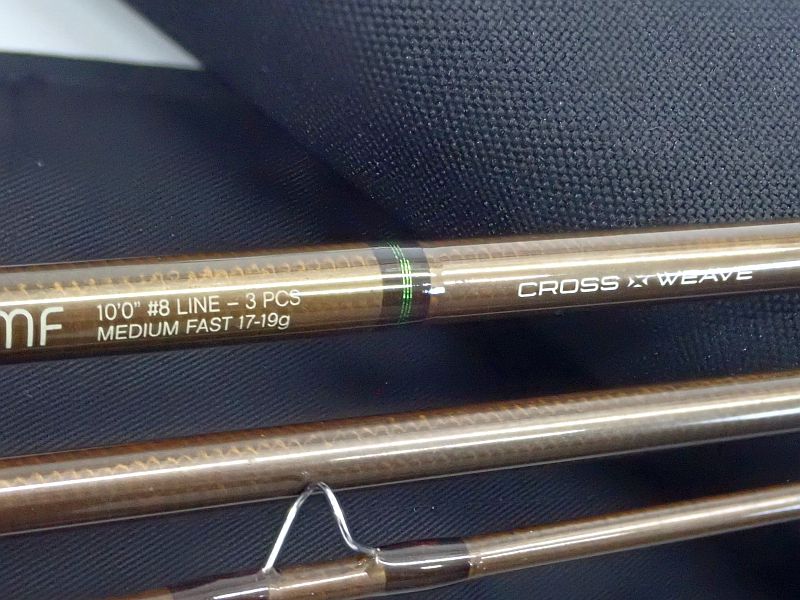 MF
10'0" #8 LINE – 3 PCS
MEDIUM FAST 17-19g
CROSS WEAVE